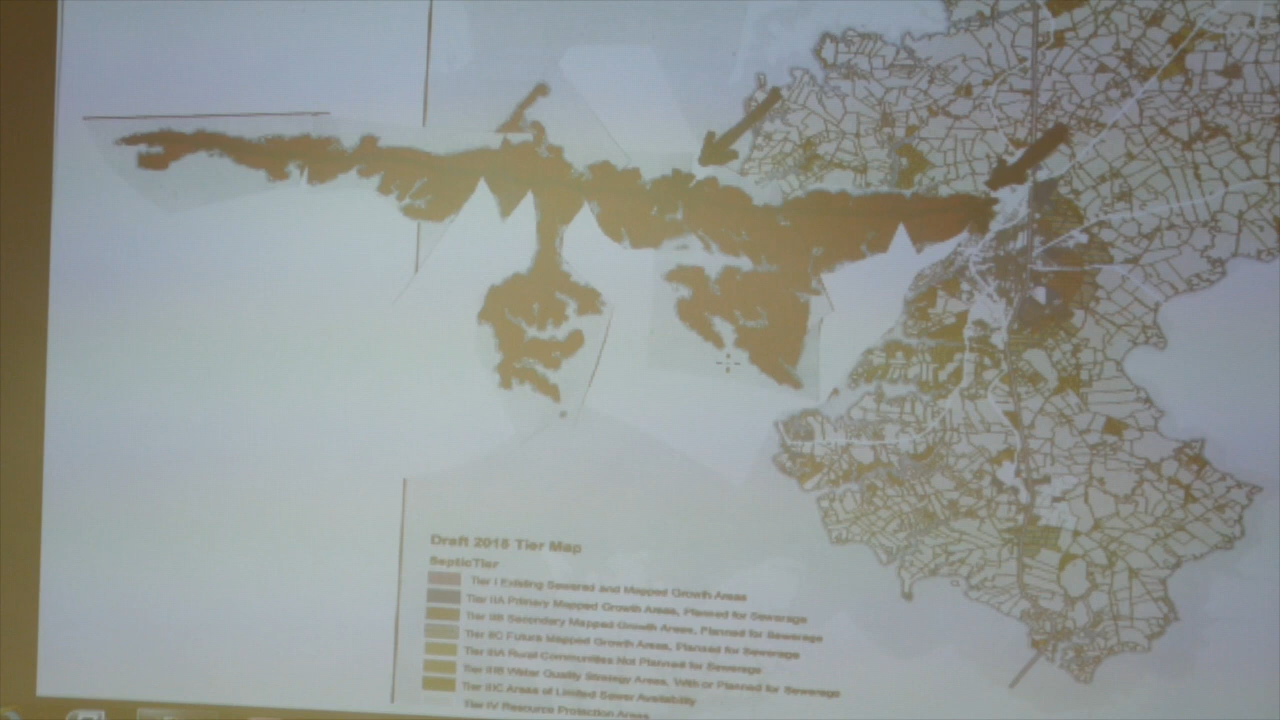 Draft 2015 Tier Map
SepticTier
Tier I Existing Sewered and Mapped Growth Areas
Tier IIA Primary Mapped Growth Areas, Planned for Sewerage
Tier IIB Secondary Mapped Growth Areas, Planned for Sewerage
Tier IIC Future Mapped Growth Areas, Planned for Sewerage
Tier IIIA Rural Communities Not Planned for Sewerage
Tier IIIB Water Quality Strategy Areas, With or Planned for Sewerage
Tier IIIC Areas of Limited Sewer Availability
Tier IV Resource Protection Areas